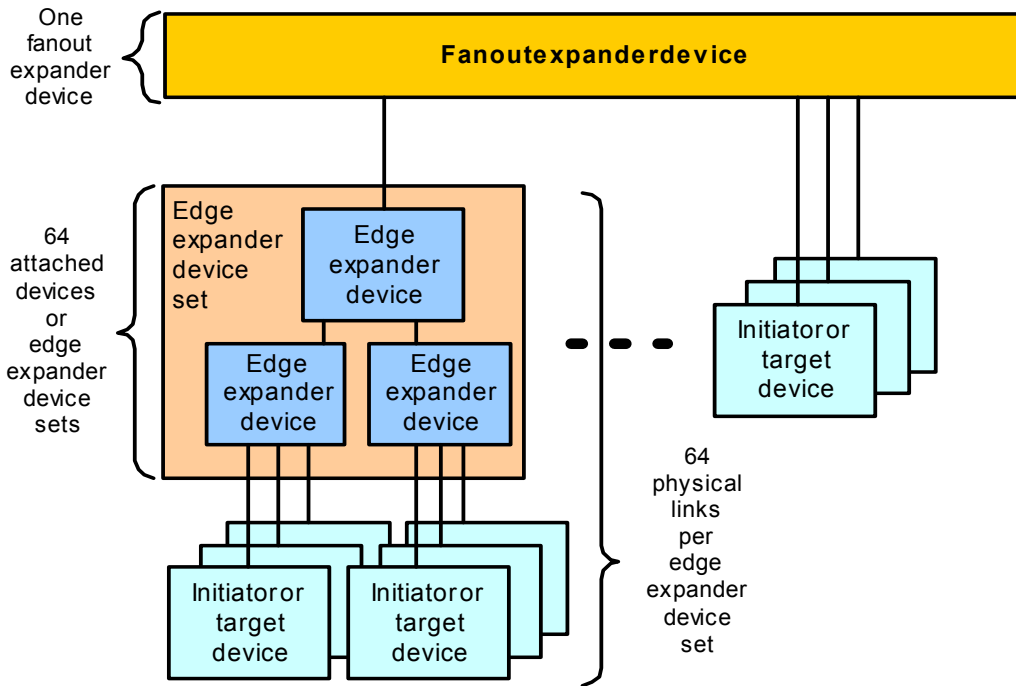 One
fanout
expander
device
Fanoutexpanderdevice
64
attached
devices
or
edge
expander
device
sets
Edge
expander
device
set
Edge
expander
device
Edge
expander
device
Edge
expander
device
Initiatoror
target
device
Initiatoror
target
device
Initiatoror
target
device
64
physical
links
per
edge
expander
device
set